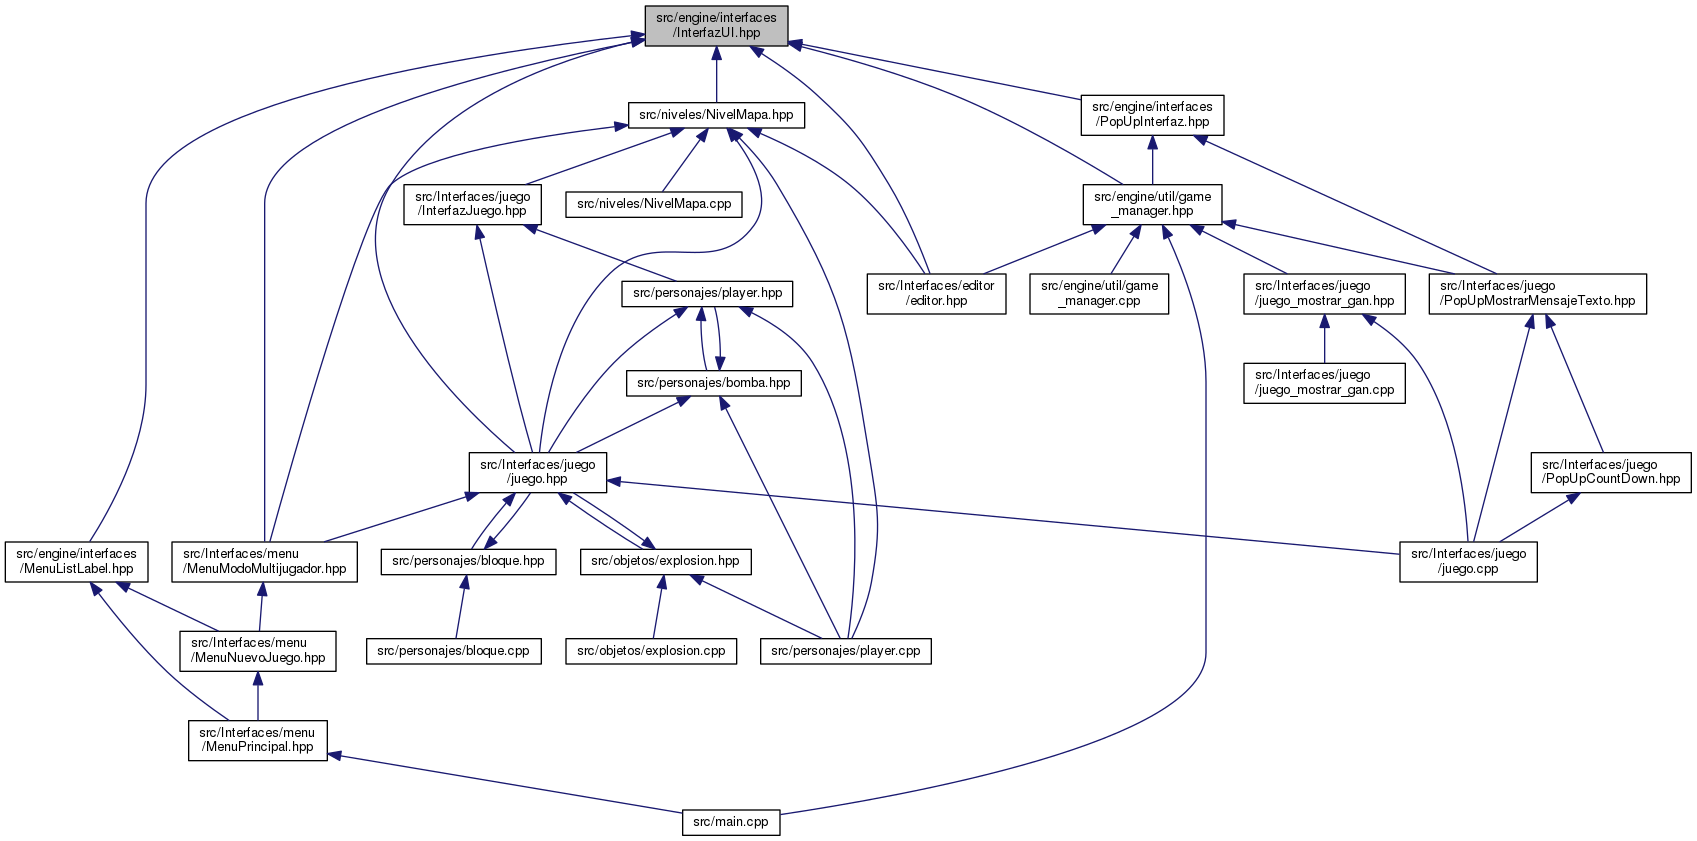 src/engine/interfaces
/InterfazUI.hpp
src/niveles/NivelMapa.hpp
src/engine/interfaces
/PopUpInterfaz.hpp
src/Interfaces/juego
/InterfazJuego.hpp
src/niveles/NivelMapa.cpp
src/engine/util/game
_manager.hpp
src/personajes/player.hpp
src/Interfaces/editor
/editor.hpp
src/engine/util/game
_manager.cpp
src/Interfaces/juego
/juego_mostrar_gan.hpp
src/Interfaces/juego
/PopUpMostrarMensajeTexto.hpp
src/personajes/bomba.hpp
src/Interfaces/juego
/juego_mostrar_gan.cpp
src/Interfaces/juego
/juego.hpp
src/Interfaces/juego
/PopUpCountDown.hpp
src/engine/interfaces
/MenuListLabel.hpp
src/Interfaces/menu
/MenuModoMultijugador.hpp
src/personajes/bloque.hpp
src/objetos/explosion.hpp
src/Interfaces/juego
/juego.cpp
src/Interfaces/menu
/MenuNuevoJuego.hpp
src/personajes/bloque.cpp
src/objetos/explosion.cpp
src/personajes/player.cpp
src/Interfaces/menu
/MenuPrincipal.hpp
src/main.cpp